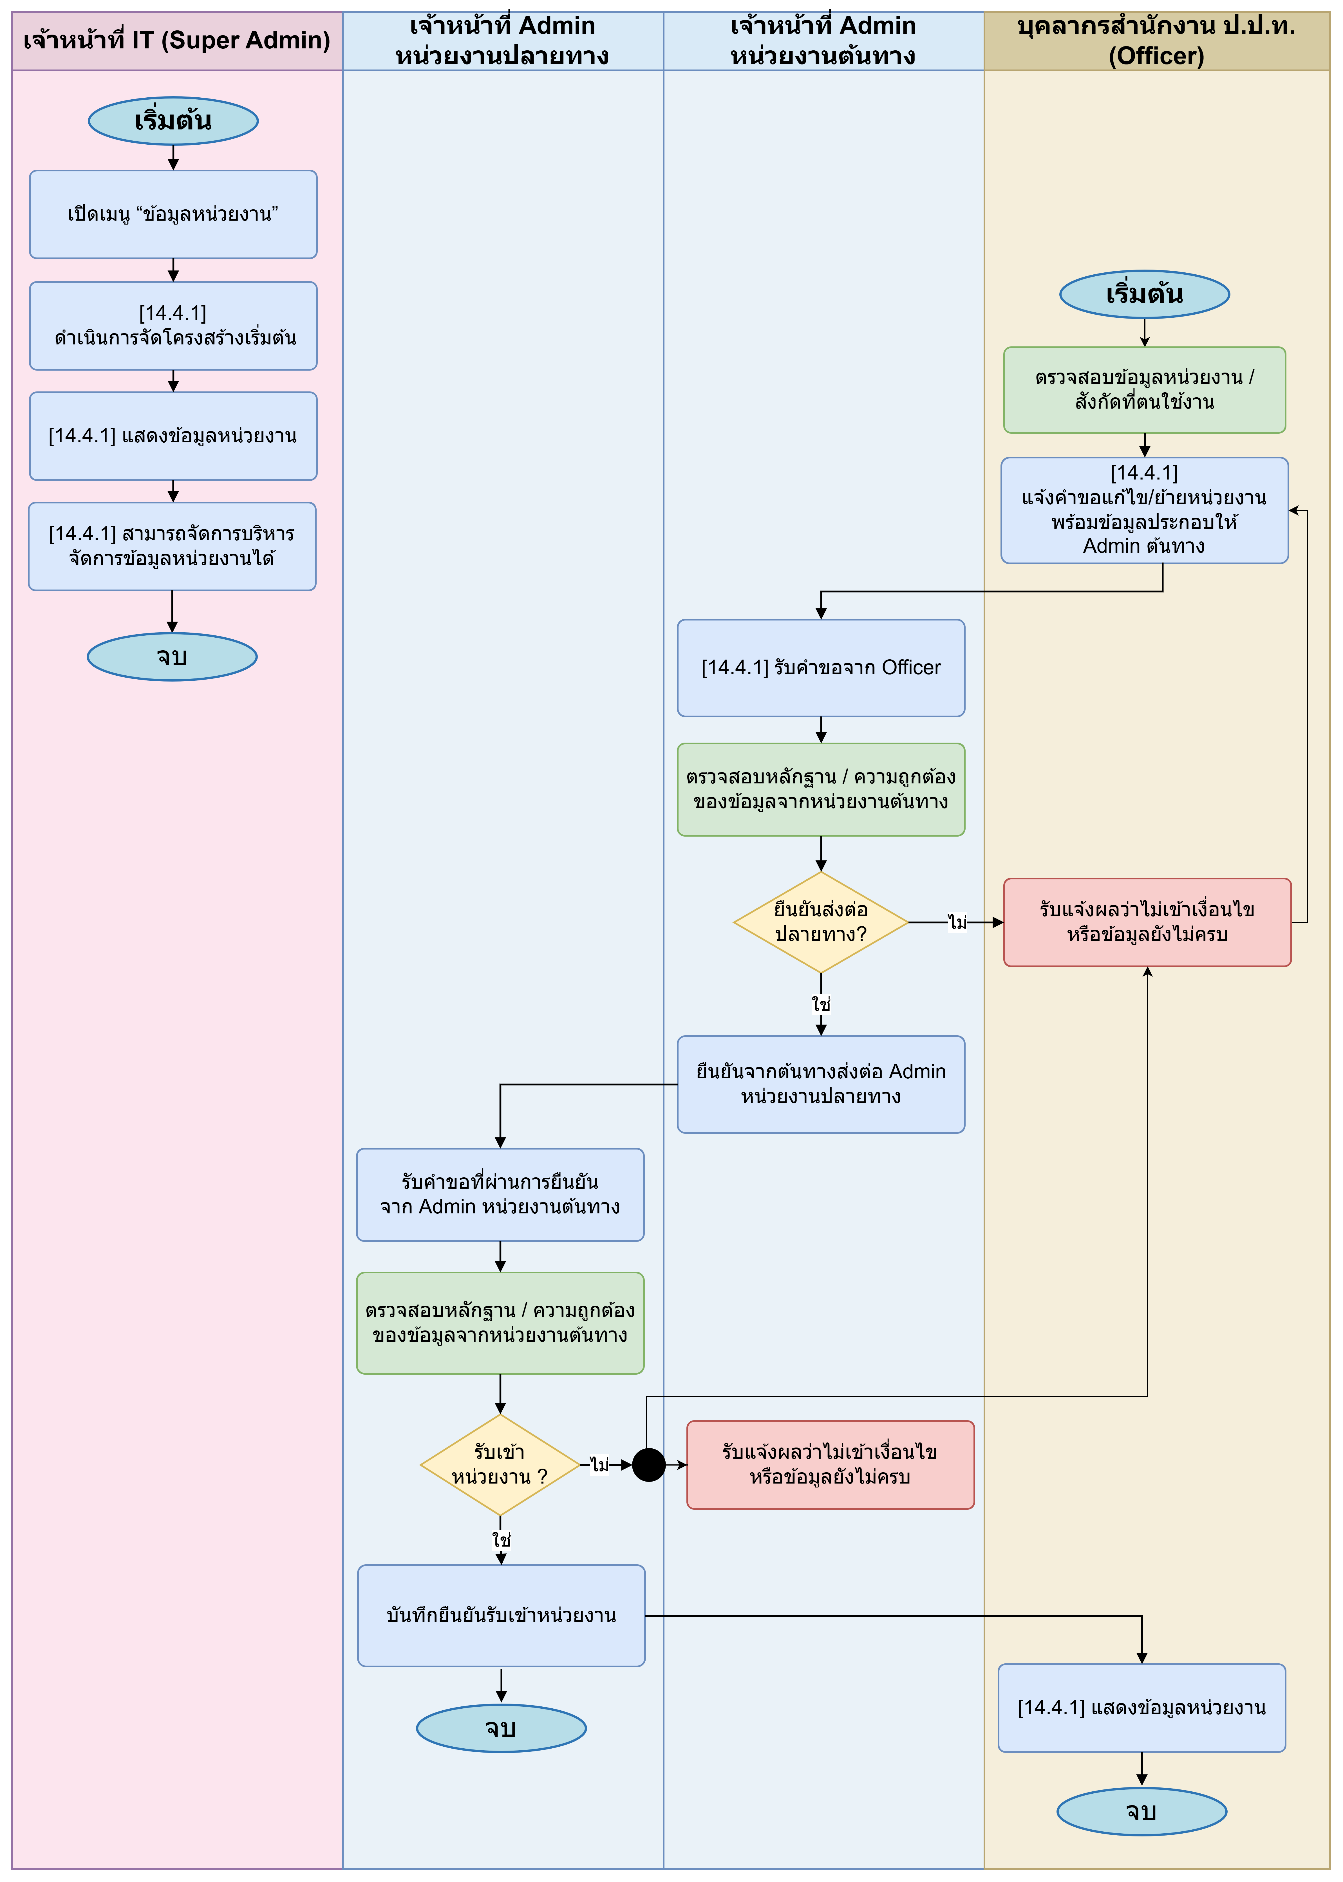 เจ้าหน้าที่ IT (Super Admin)
เจ้าหน้าที่ Admin
หน่วยงานปลายทาง
เจ้าหน้าที่ Admin
หน่วยงานต้นทาง
บุคลากรสำนักงาน ป.ป.ท.
(Officer)
เริ่มต้น
เปิดเมนู “ข้อมูลหน่วยงาน”
[14.4.1]
ดำเนินการจัดโครงสร้างเริ่มต้น
[14.4.1] แสดงข้อมูลหน่วยงาน
[14.4.1] สามารถจัดการบริหาร
จัดการข้อมูลหน่วยงานได้
จบ
เริ่มต้น
ตรวจสอบข้อมูลหน่วยงาน /
สังกัดที่ตนใช้งาน
[14.4.1]
แจ้งคำขอแก้ไข/ย้ายหน่วยงาน
พร้อมข้อมูลประกอบให้
Admin ต้นทาง
[14.4.1] รับคำขอจาก Officer
ตรวจสอบหลักฐาน / ความถูกต้อง
ของข้อมูลจากหน่วยงานต้นทาง
ยืนยันส่งต่อ
ปลายทาง?
ไม่
รับแจ้งผลว่าไม่เข้าเงื่อนไข
หรือข้อมูลยังไม่ครบ
ใช่
ยืนยันจากต้นทางส่งต่อ Admin
หน่วยงานปลายทาง
รับคำขอที่ผ่านการยืนยัน
จาก Admin หน่วยงานต้นทาง
ตรวจสอบหลักฐาน / ความถูกต้อง
ของข้อมูลจากหน่วยงานต้นทาง
รับเข้า
หน่วยงาน ?
ไม่
รับแจ้งผลว่าไม่เข้าเงื่อนไข
หรือข้อมูลยังไม่ครบ
ใช่
บันทึกยืนยันรับเข้าหน่วยงาน
จบ
[14.4.1] แสดงข้อมูลหน่วยงาน
จบ